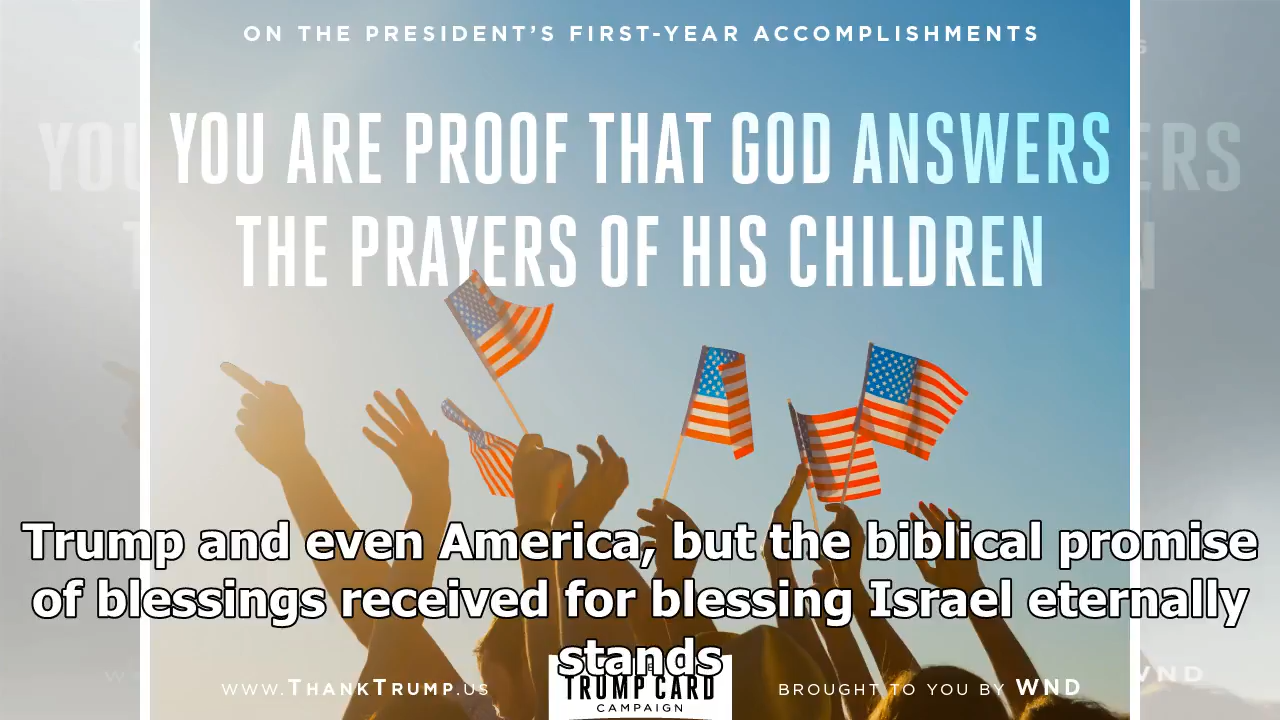 ON THE PRESIDENT'S FIRST-YEAR ACCOMPLISHMENTS
YOU ARE PROOF THAT GOD ANSWERS
THE PRAYERS OF HIS CHILDREN
Trump and even America, but the biblical promise
of blessings received for blessing Israel eternally
stands
WWW.THANKTRUMP.US
TRUMP CARD
CAMPAIGN
BROUGHT TO YOU BY WND